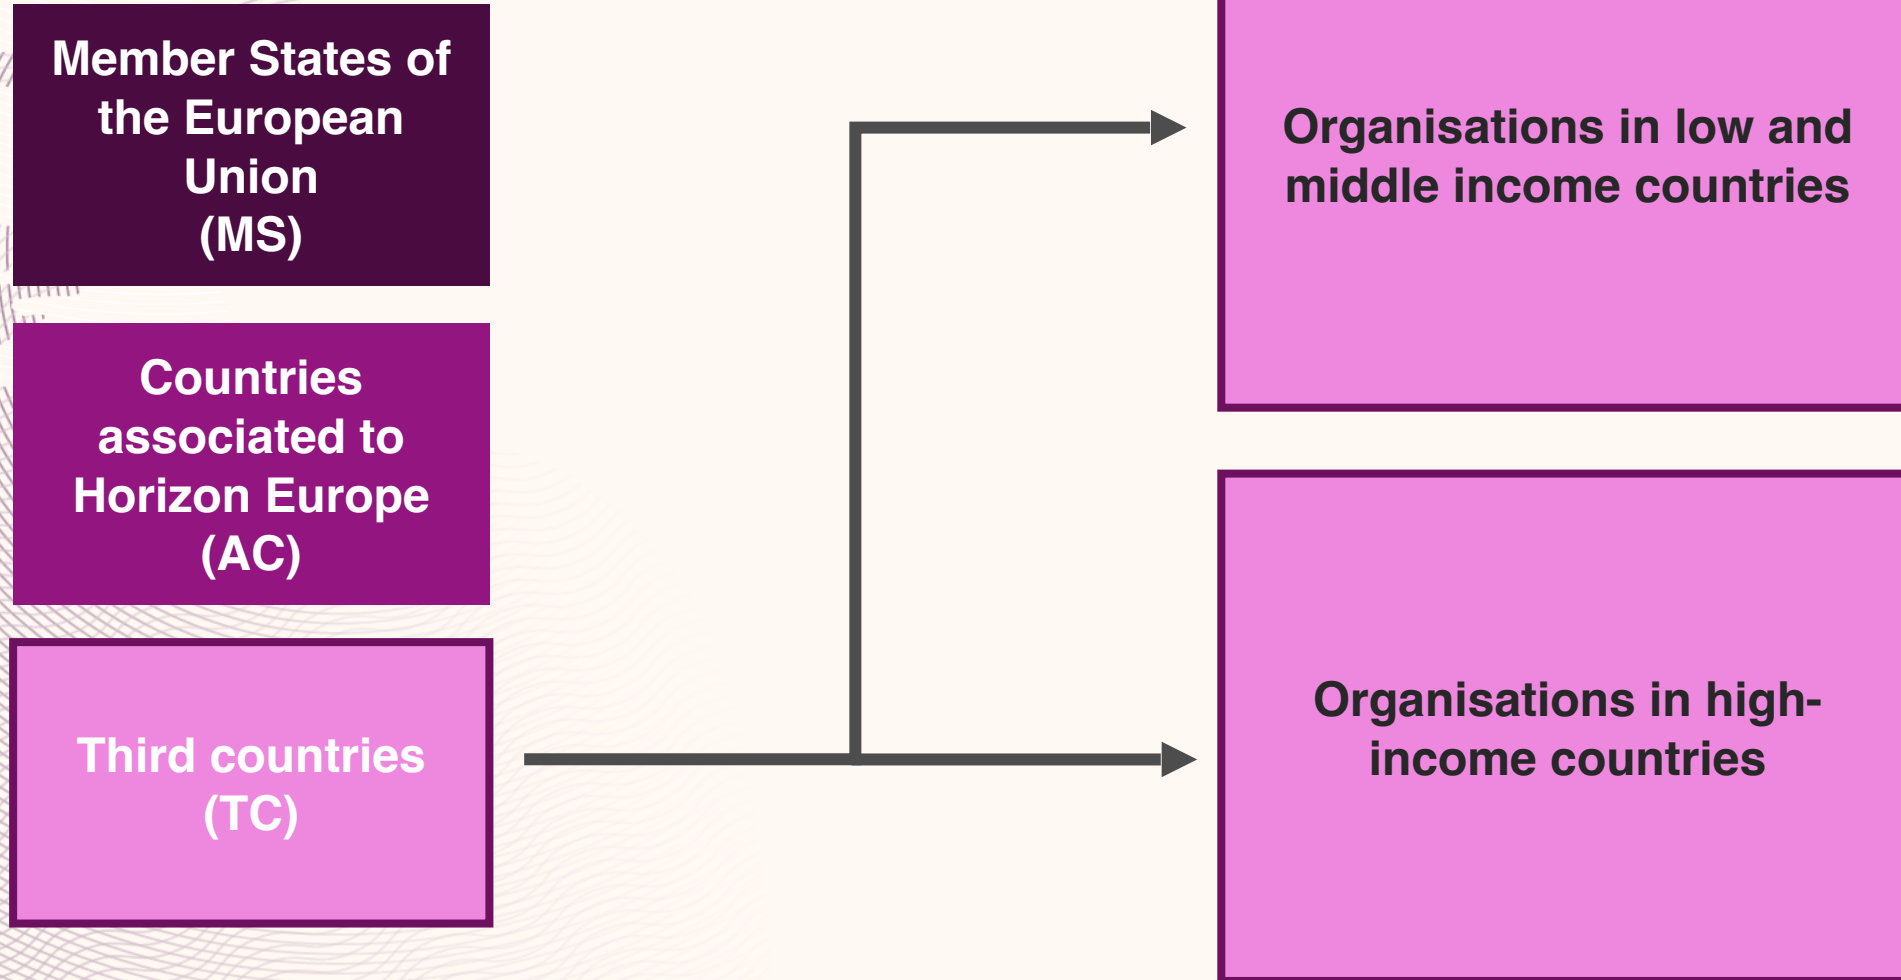 Member States of
the European
Union
(MS)
Countries
associated to
Horizon Europe
(AC)
Third countries
(TC)
Organisations in low and
middle income countries
Organisations in high-
income countries